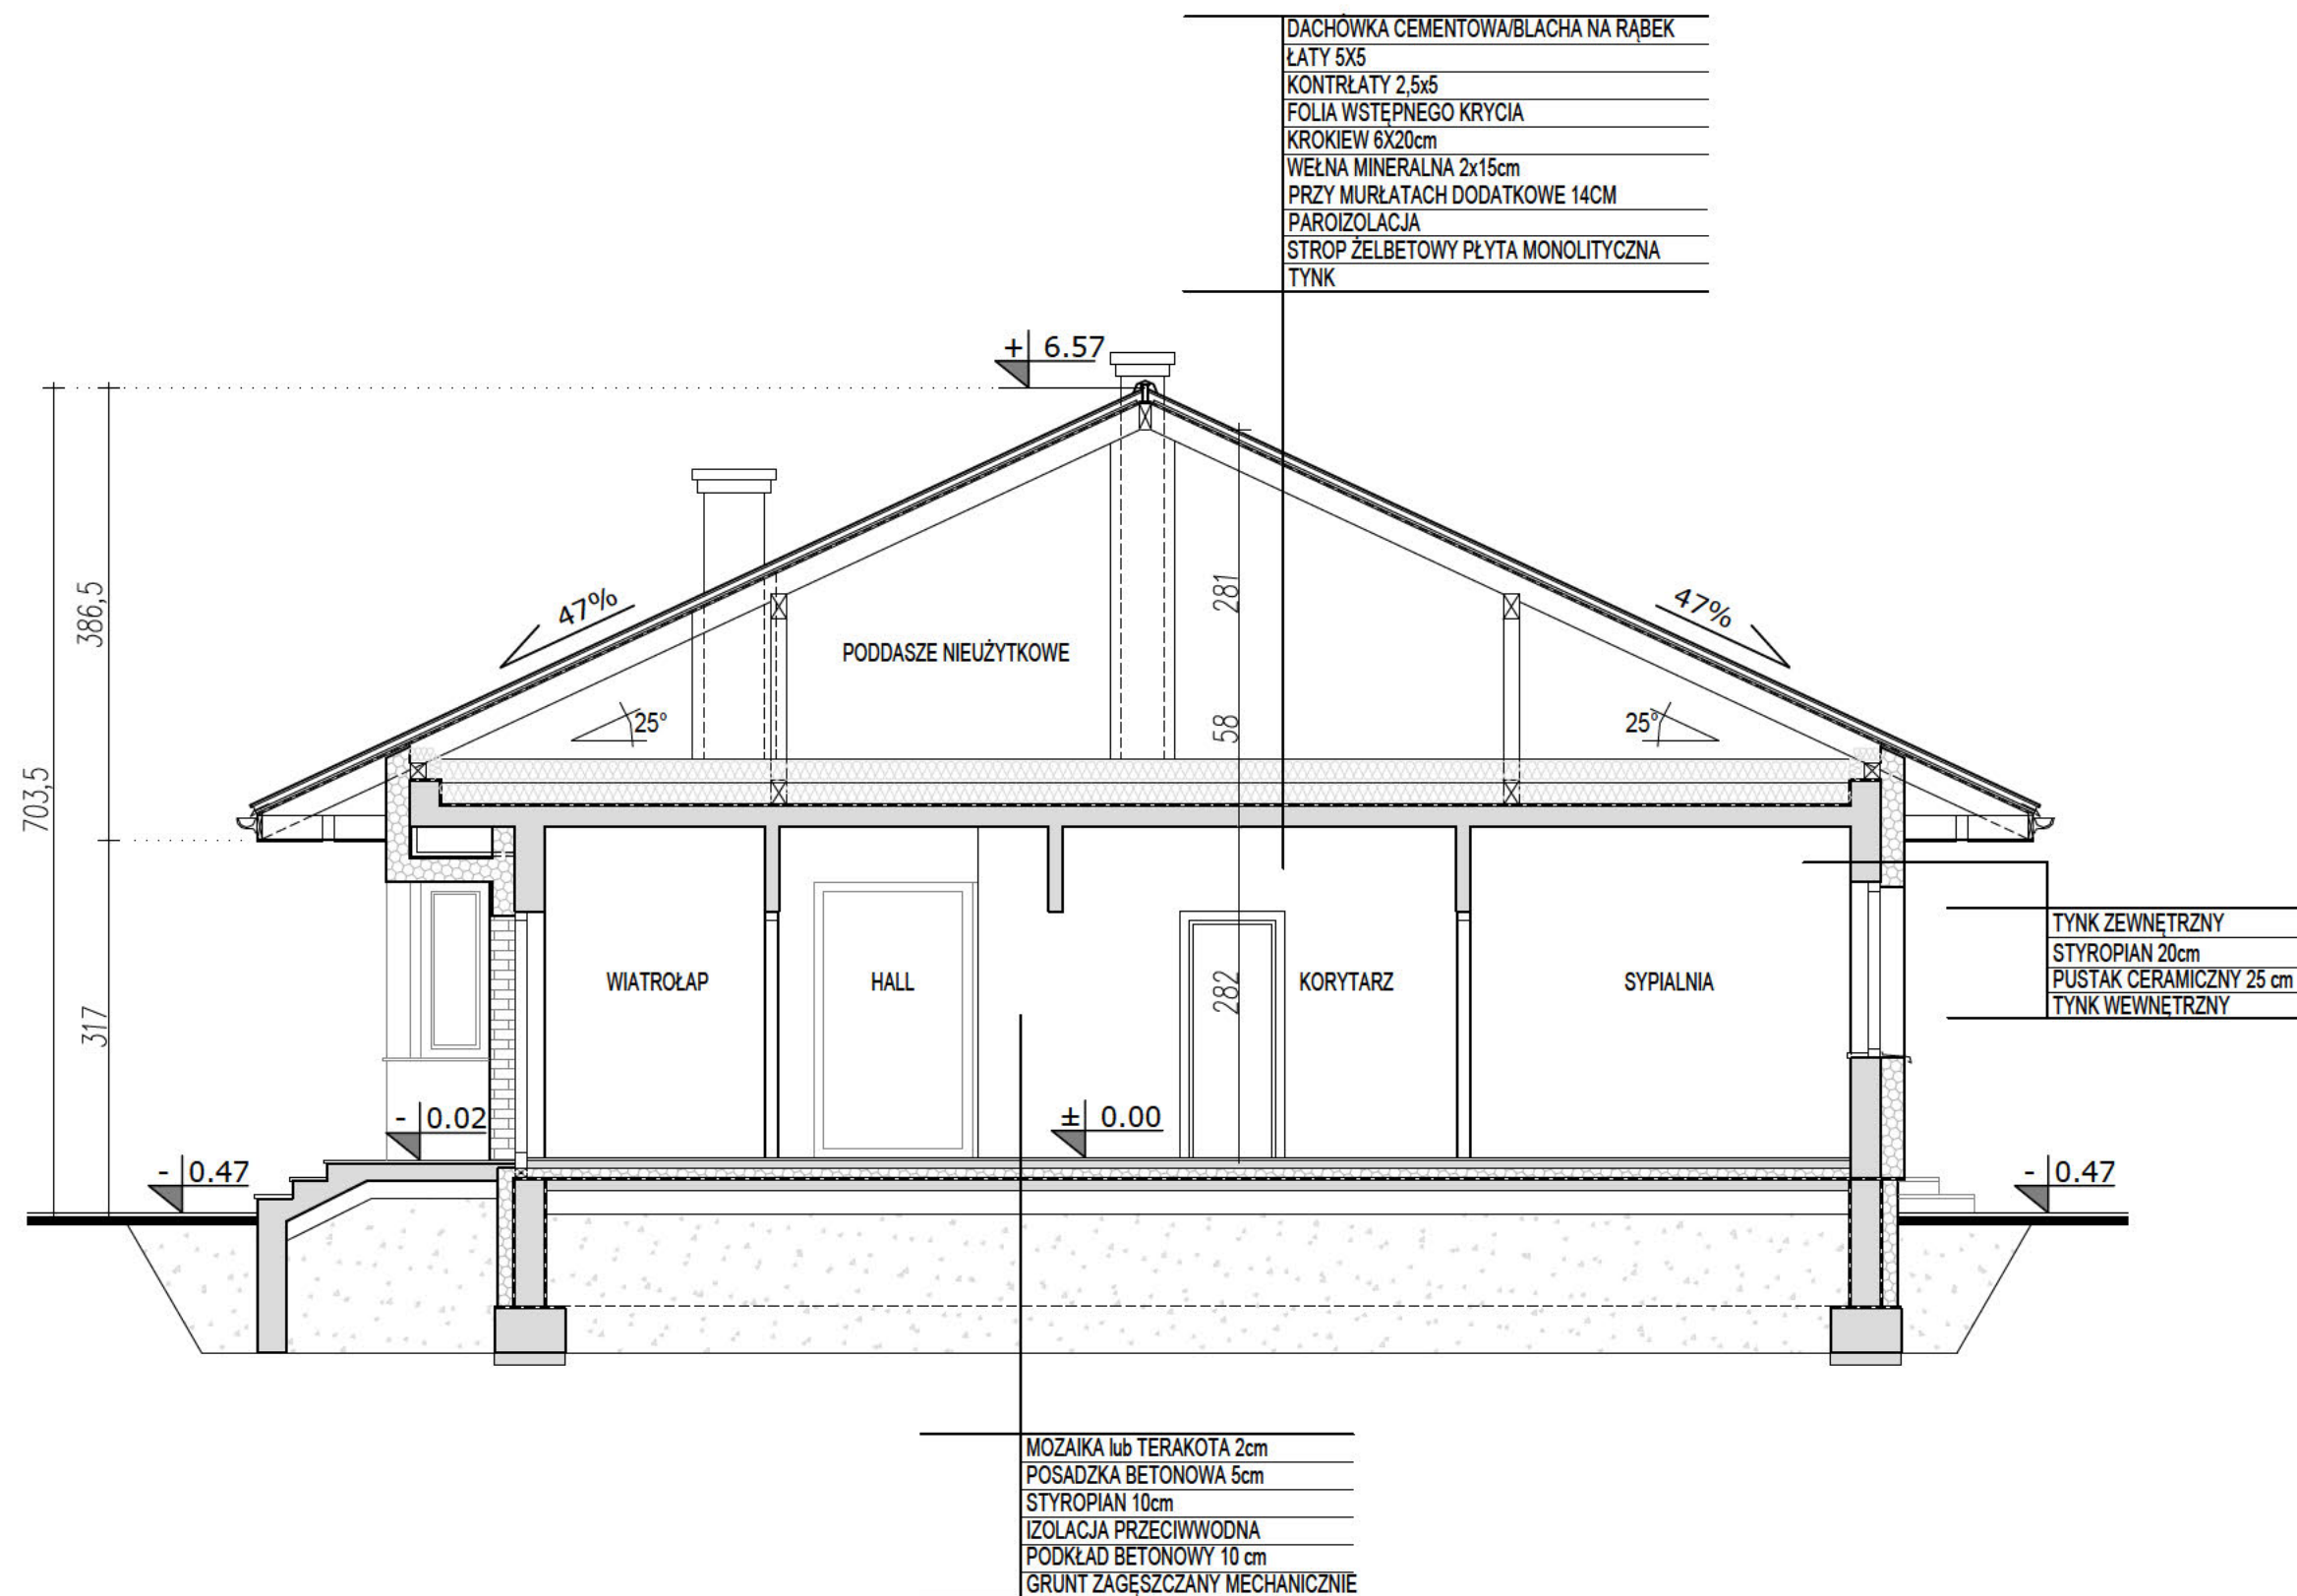 DACHÓWKA CEMENTOWA/BLACHA NA RĄBEK
ŁATY 5X5
KONTRŁATY 2,5x5
FOLIA WSTĘPNEGO KRYCIA
KROKIEW 6X20cm
WEŁNA MINERALNA 2x15cm
PRZY MURŁATACH DODATKOWE 14CM
PAROIZOLACJA
STROP ŻELBETOWY PŁYTA MONOLITYCZNA
TYNK
+ 6.57
703,5
386,5
317
47%
47%
281
PODDASZE NIEUŻYTKOWE
58
25°
25°
WIATROŁAP
HALL
282
KORYTARZ
SYPIALNIA
TYNK ZEWNĘTRZNY
STYROPIAN 20cm
PUSTAK CERAMICZNY 25 cm
TYNK WEWNĘTRZNY
- 0.02
± 0.00
- 0.47
- 0.47
MOZAIKA lub TERAKOTA 2cm
POSADZKA BETONOWA 5cm
STYROPIAN 10cm
IZOLACJA PRZECIWWODNA
PODKŁAD BETONOWY 10 cm
GRUNT ZAGĘSZCZANY MECHANICZNIE